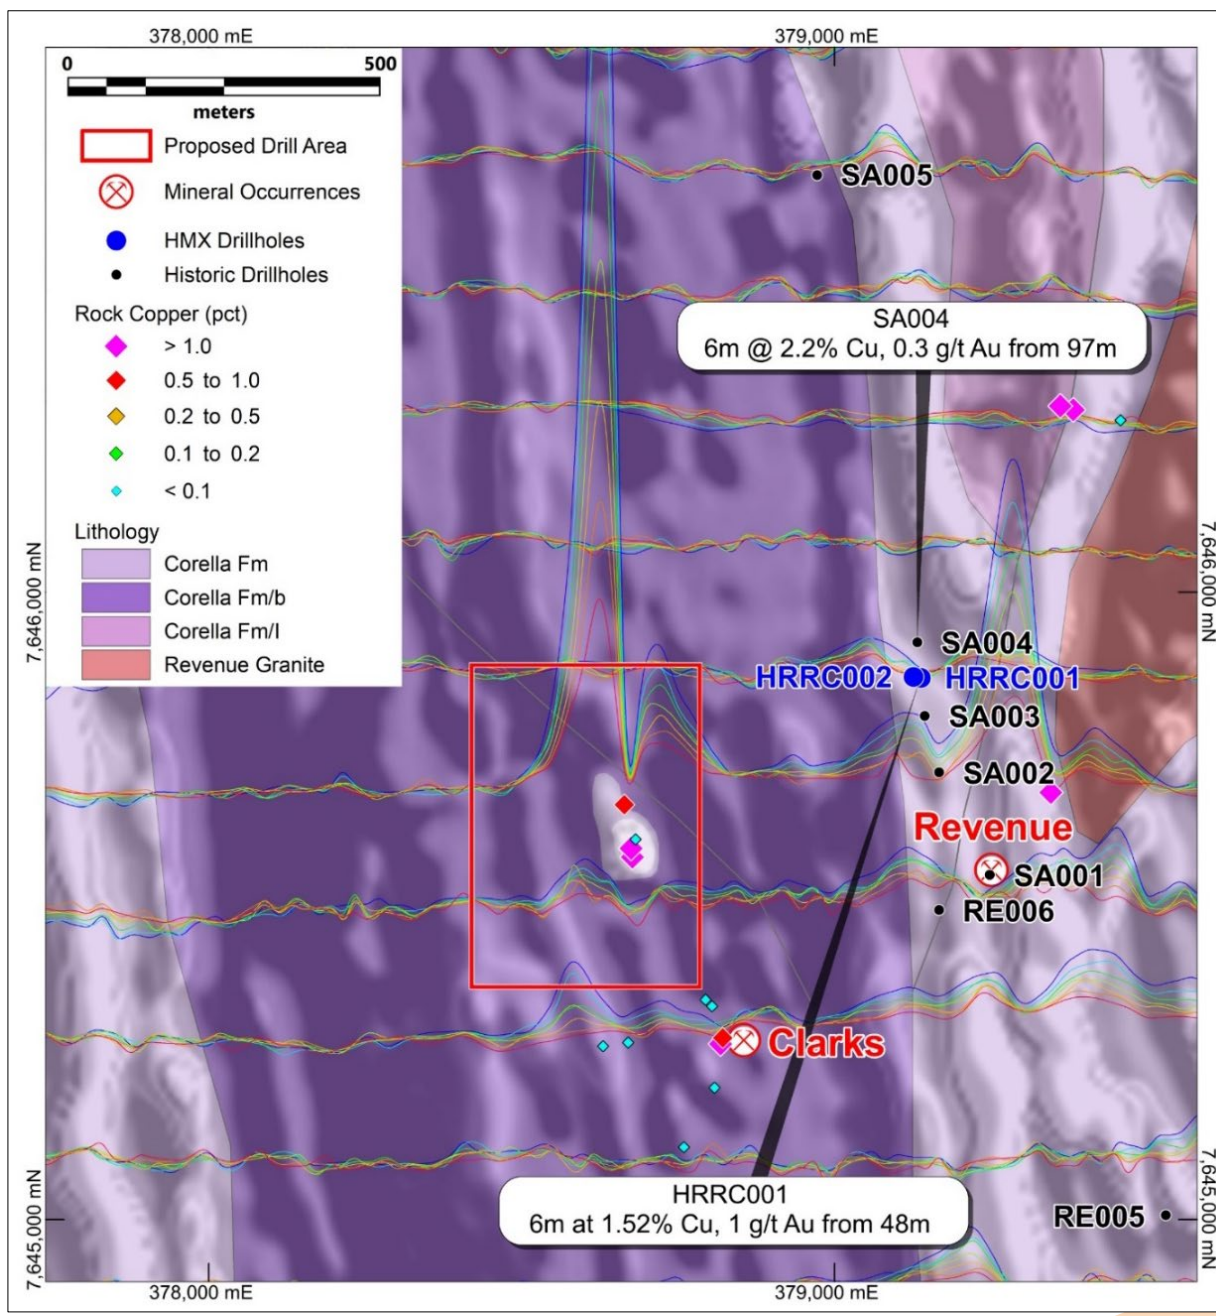 378,000 mE
379,000 mE
0
500
meters
Proposed Drill Area
Mineral Occurrences
HMX Drillholes
Historic Drillholes
Rock Copper (pct)
> 1.0
0.5 to 1.0
0.2 to 0.5
0.1 to 0.2
< 0.1
Lithology
Corella Fm
Corella Fm/b
Corella Fm/l
Revenue Granite
SA005
SA004
6m @ 2.2% Cu, 0.3 g/t Au from 97m
7,646,000 mN
7,646,000 mN
SA004
HRRC002
HRRC001
SA003
SA002
Revenue
SA001
RE006
Clarks
HRRC001
6m at 1.52% Cu, 1 g/t Au from 48m
RE005
7,645,000 mN
7,645,000 mN
378,000 mE
379,000 mE